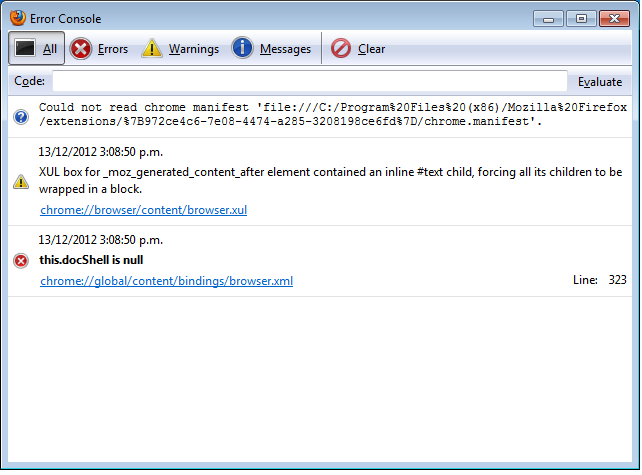 Error Console
All Errors Warnings Messages Clear
Code: Evaluate
Could not read chrome manifest 'file:///C:/Program%20Files%20(x86)/Mozilla%20Firefox
/extensions/%7B972ce4c6-7e08-4474-a285-3208198ce6fd%7D/chrome.manifest'.
13/12/2012 3:08:50 p.m.
XUL box for _moz_generated_content_after element contained an inline #text child, forcing all its children to be
wrapped in a block.
chrome://browser/content/browser.xul
13/12/2012 3:08:50 p.m.
this.docShell is null
chrome://global/content/bindings/browser.xml Line: 323